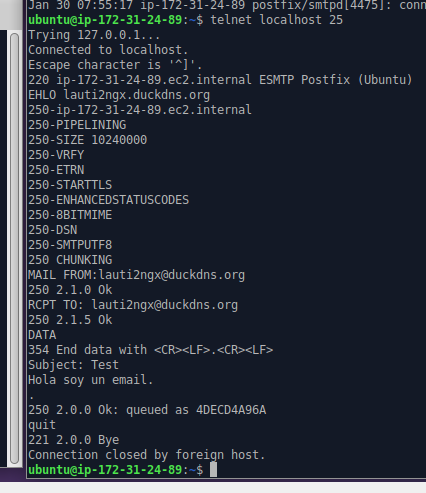 Jan 30 07:55:17 ip-172-31-24-89 postfix/smtpd[4475]: conn
ubuntu@ip-172-31-24-89:~$ telnet localhost 25
Trying 127.0.0.1...
Connected to localhost.
Escape character is '^]'.
220 ip-172-31-24-89.ec2.internal ESMTP Postfix (Ubuntu)
EHLO lauti2ngx.duckdns.org
250-ip-172-31-24-89.ec2.internal
250-PIPELINING
250-SIZE 10240000
250-VRFY
250-ETRN
250-STARTTLS
250-ENHANCEDSTATUSCODES
250-8BITMIME
250-DSN
250-SMTPUTF8
250 CHUNKING
MAIL FROM:lauti2ngx@duckdns.org
250 2.1.0 Ok
RCPT TO: lauti2ngx@duckdns.org
250 2.1.5 Ok
DATA
354 End data with <CR><LF>.<CR><LF>
Subject: Test
Hola soy un email.
.
250 2.0.0 Ok: queued as 4DECD4A96A
quit
221 2.0.0 Bye
Connection closed by foreign host.
ubuntu@ip-172-31-24-89:~$